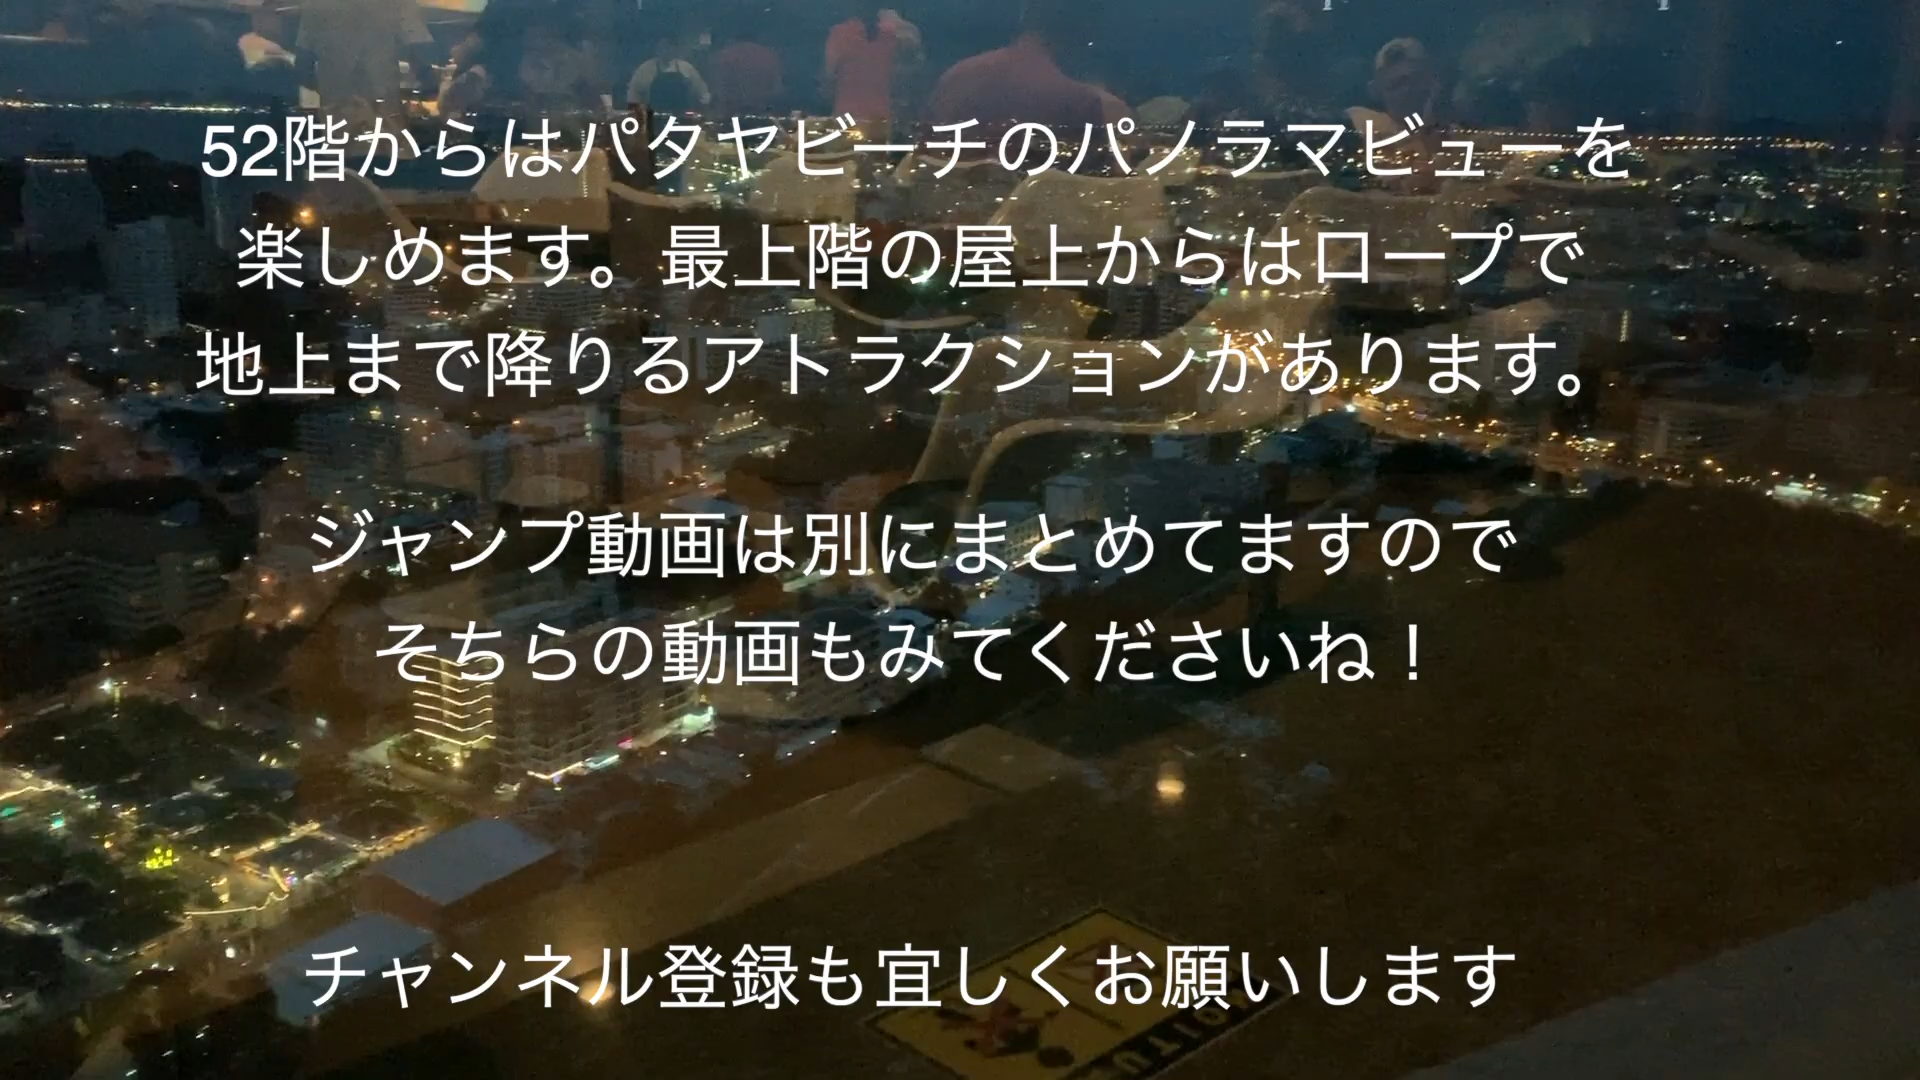 52階からはパタヤビーチのパノラマビューを
楽しめます。最上階の屋上からはロープで
地上まで降りるアトラクションがあります。
ジャンプ動画は別にまとめてますので
そちらの動画もみてくださいね！
チャンネル登録も宜しくお願いします